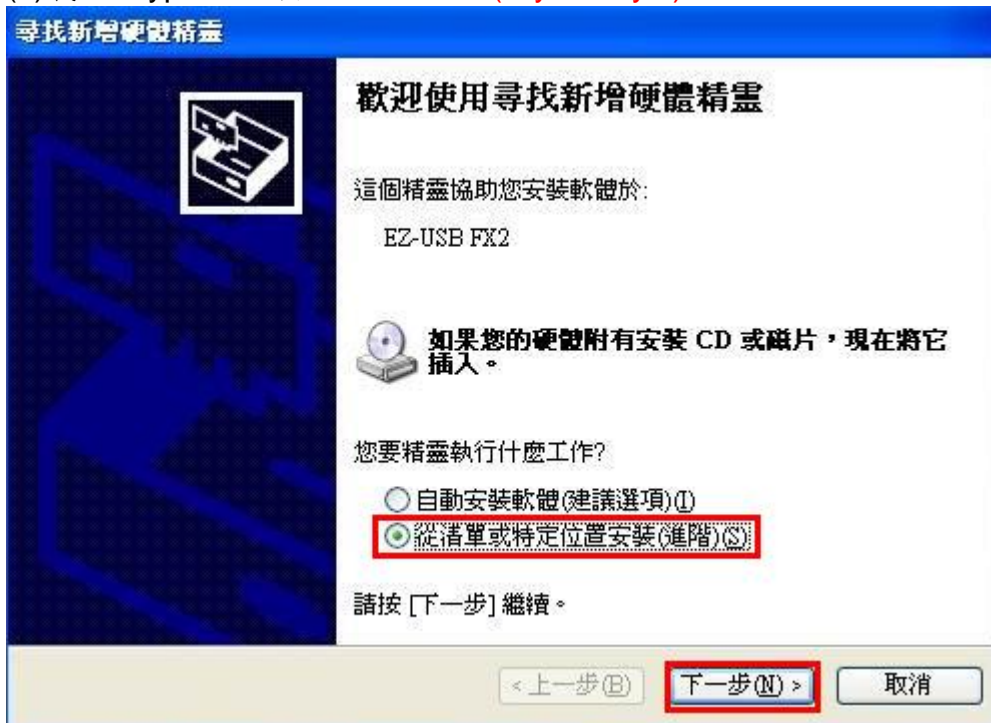 尋找新增硬體精靈
歡迎使用尋找新增硬體精靈
這個精靈協助您安裝軟體於:
EZ-USB FX2
如果您的硬體附有安裝 CD 或磁片，現在將它
插入。
您要精靈執行什麼工作?
自動安裝軟體(建議選項)(I)
從清單或特定位置安裝(進階)(S)
請按 [下一步] 繼續。
<上一步(B) 下一步(N) > 取消